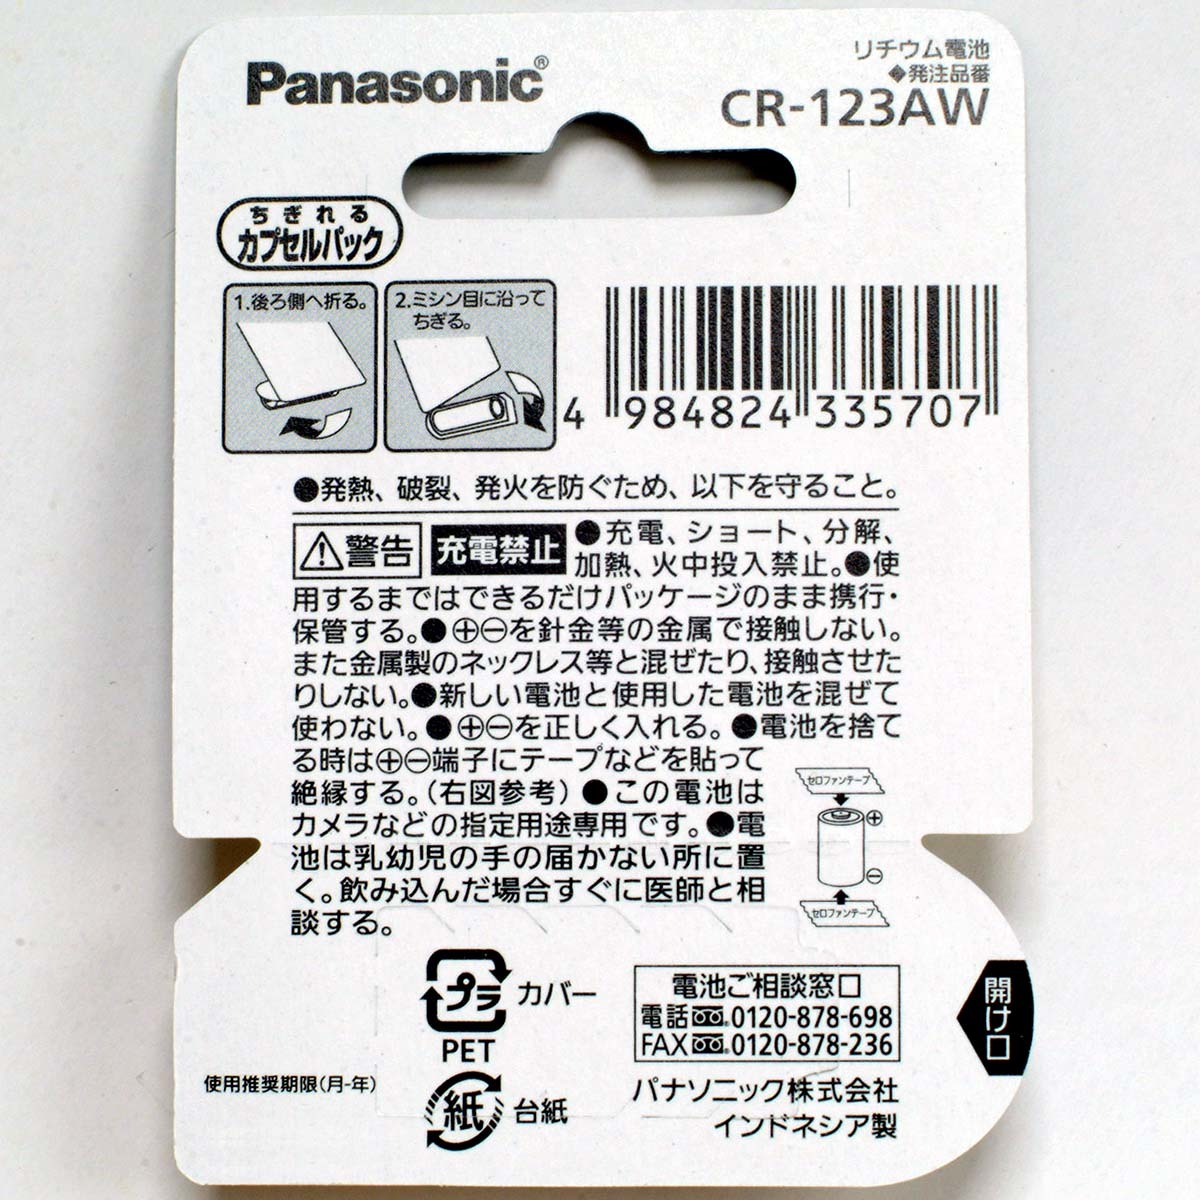 Panasonic®
リチウム電池
◆発注品番
CR-123AW
ちぎれる
カプセルパック
1.後ろ側へ折る。
2.ミシン目に沿って
ちぎる。
4 984824 335707
●発熱、破裂、発火を防ぐため、以下を守ること。
⚠警告 充電禁止 ●充電、ショート、分解、
加熱、火中投入禁止。●使
用するまではできるだけパッケージのまま携行・
保管する。●⊕⊖を針金等の金属で接触しない。
また金属製のネックレス等と混ぜたり、接触させた
りしない。●新しい電池と使用した電池を混ぜて
使わない。●⊕⊖を正しく入れる。●電池を捨て
る時は⊕⊖端子にテープなどを貼って
絶縁する。(右図参考)●この電池は
カメラなどの指定用途専用です。●電
池は乳幼児の手の届かない所に置
く。飲み込んだ場合すぐに医師と相
談する。
セロファンテープ
⊕
⊖
セロファンテープ
プラ カバー
PET
紙 台紙
使用推奨期限(月-年)
電池ご相談窓口
電話 0120-878-698
FAX 0120-878-236
パナソニック株式会社
インドネシア製
開け口